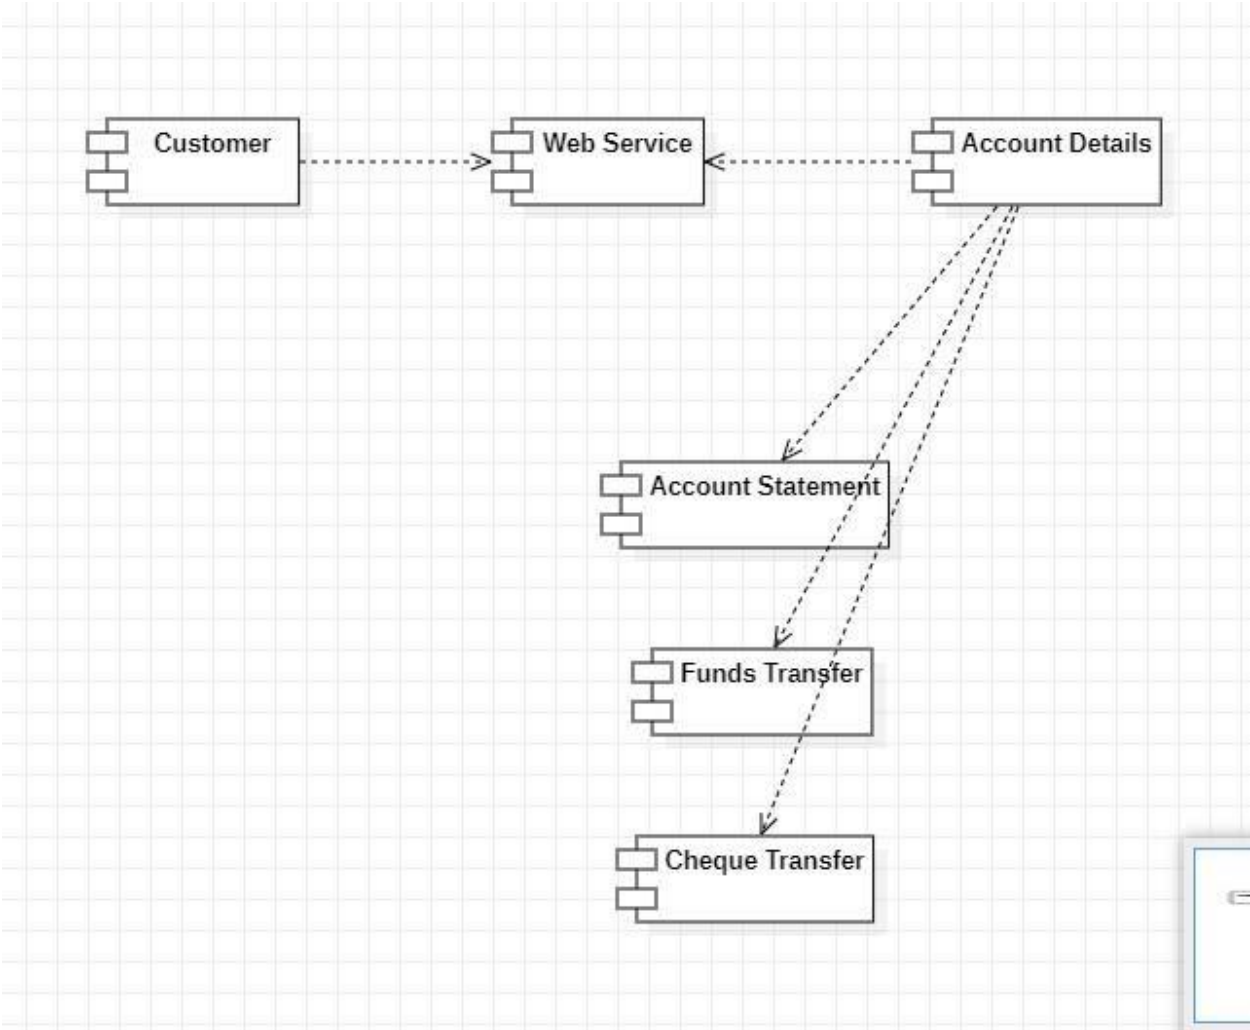 Customer
Web Service
Account Details
Account Statement
Funds Transfer
Cheque Transfer